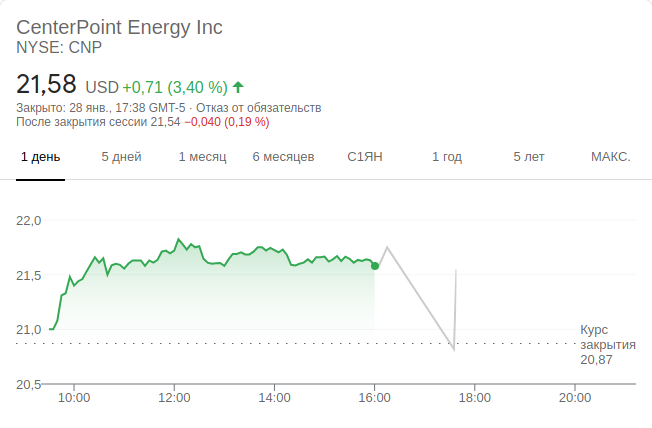 CenterPoint Energy Inc
NYSE: CNP
21,58 USD +0,71 (3,40 %)
Закрыто: 28 янв., 17:38 GMT-5 · Отказ от обязательств
После закрытия сессии 21,54 −0,040 (0,19 %)
1 день 5 дней 1 месяц 6 месяцев С1ЯН 1 год 5 лет МАКС.
22,0
21,5
21,0
Курс
закрытия
20,87
20,5
10:00 12:00 14:00 16:00 18:00 20:00